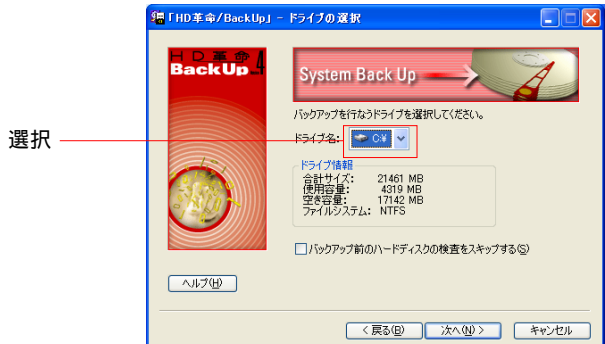 「HD革命/BackUp」 - ドライブの選択
HD革命
BackUp_4
System Back Up
バックアップを行なうドライブを選択してください。
選択
ドライブ名: C:¥
ドライブ情報
合計サイズ: 21461 MB
使用容量: 4319 MB
空き容量: 17142 MB
ファイルシステム: NTFS
バックアップ前のハードディスクの検査をスキップする(S)
ヘルプ(H)
< 戻る(B) 次へ(N) > キャンセル